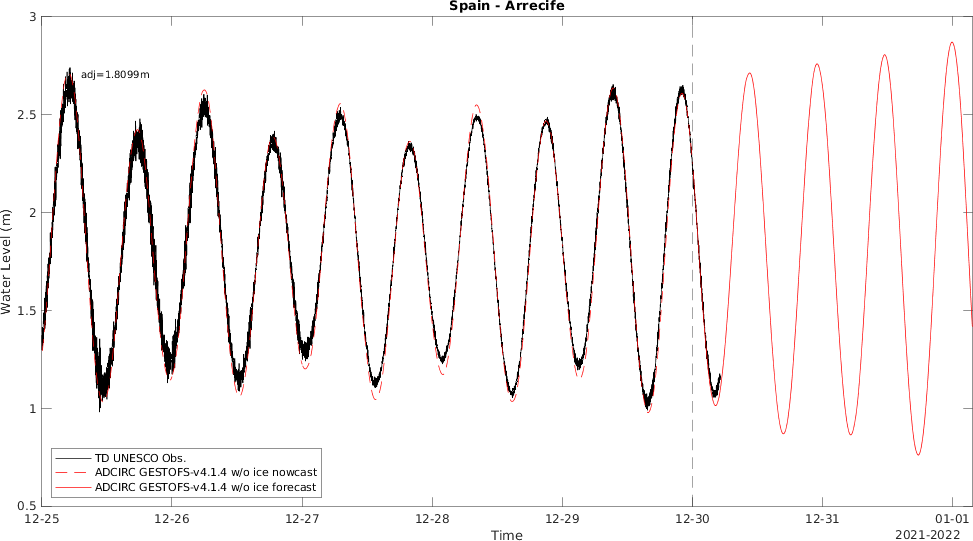 Spain - Arrecife
adj=1.8099m
Water Level (m)
3
2.5
2
1.5
1
0.5
TD UNESCO Obs.
ADCIRC GESTOFS-v4.1.4 w/o ice nowcast
ADCIRC GESTOFS-v4.1.4 w/o ice forecast
12-25 12-26 12-27 12-28 12-29 12-30 12-31 01-01
Time
2021-2022